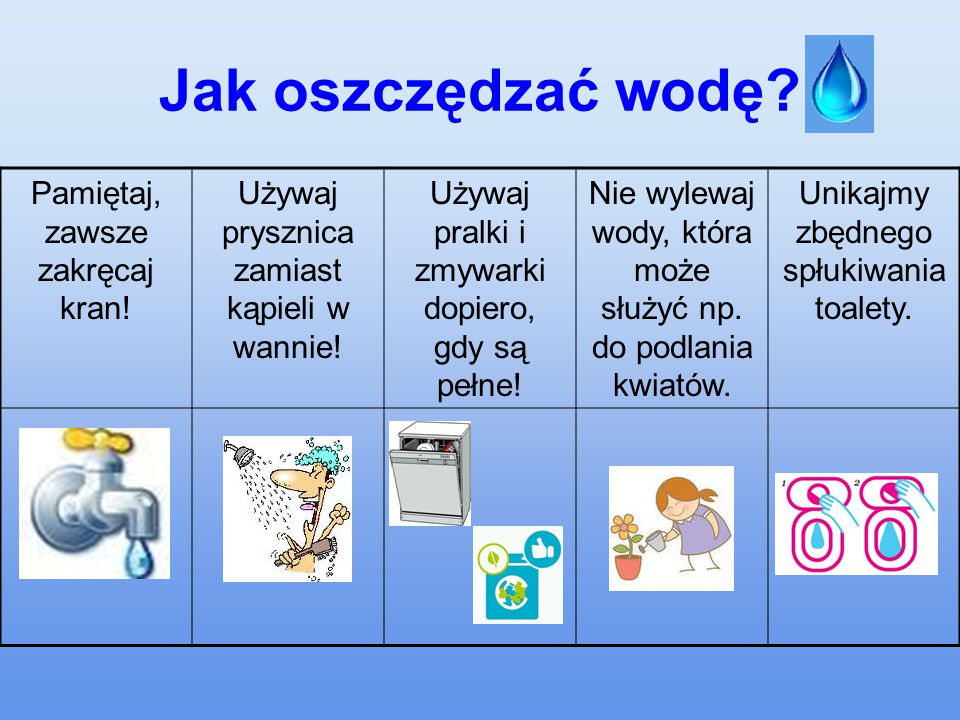 Jak oszczędzać wodę?
Pamiętaj,
zawsze
zakręcaj
kran!
Używaj
prysznica
zamiast
kąpieli w
wannie!
Używaj
pralki i
zmywarki
dopiero,
gdy są
pełne!
Nie wylewaj
wody, która
może
służyć np.
do podlania
kwiatów.
Unikajmy
zbędnego
spłukiwania
toalety.
1 2